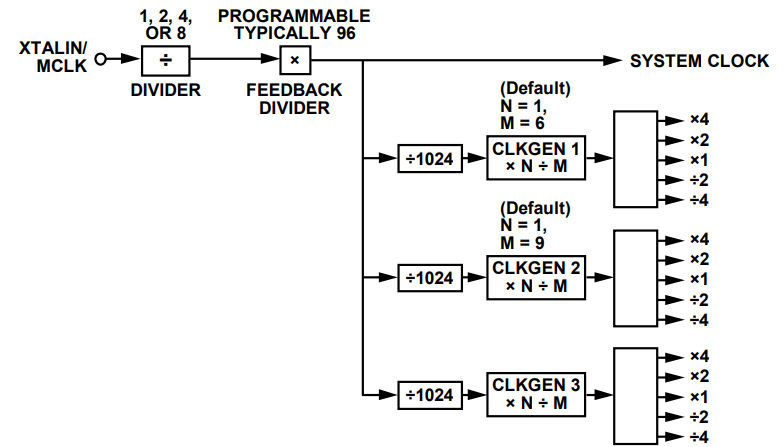 1, 2, 4,
OR 8
PROGRAMMABLE
TYPICALLY 96
XTALIN/
MCLK
÷
×
SYSTEM CLOCK
DIVIDER
FEEDBACK
DIVIDER
(Default)
N = 1,
M = 6
÷1024
CLKGEN 1
× N ÷ M
×4
×2
×1
÷2
÷4
(Default)
N = 1,
M = 9
÷1024
CLKGEN 2
× N ÷ M
×4
×2
×1
÷2
÷4
÷1024
CLKGEN 3
× N ÷ M
×4
×2
×1
÷2
÷4